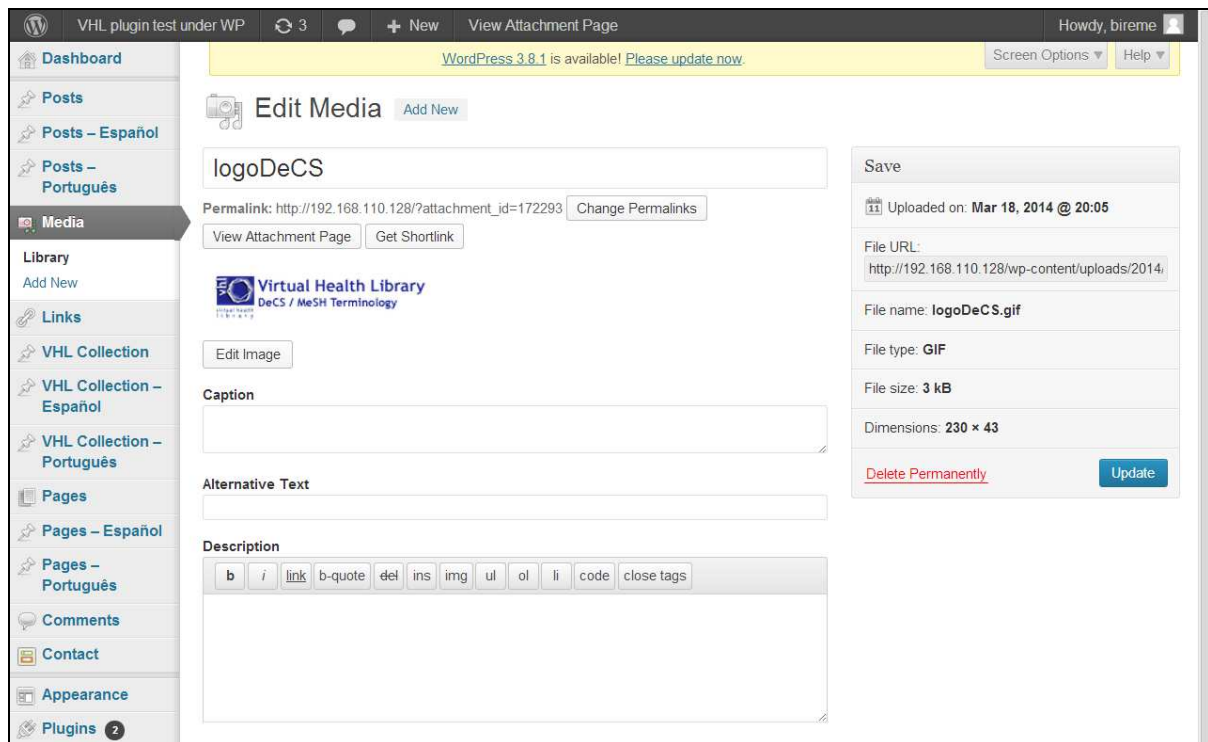 VHL plugin test under WP 3 + New View Attachment Page Howdy, bireme
Dashboard
Posts
Posts – Español
Posts –
Português
Media
Library
Add New
Links
VHL Collection
VHL Collection –
Español
VHL Collection –
Português
Pages
Pages – Español
Pages –
Português
Comments
Contact
Appearance
Plugins 2
WordPress 3.8.1 is available! Please update now.
Screen Options Help
Edit Media Add New
logoDeCS
Permalink: http://192.168.110.128/?attachment_id=172293 Change Permalinks
View Attachment Page Get Shortlink
Virtual Health Library
DeCS / MeSH Terminology
virtual health
library
Edit Image
Caption
Alternative Text
Description
b i link b-quote del ins img ul ol li code close tags
Save
11 Uploaded on: Mar 18, 2014 @ 20:05
File URL:
http://192.168.110.128/wp-content/uploads/2014/
File name: logoDeCS.gif
File type: GIF
File size: 3 kB
Dimensions: 230 × 43
Delete Permanently Update